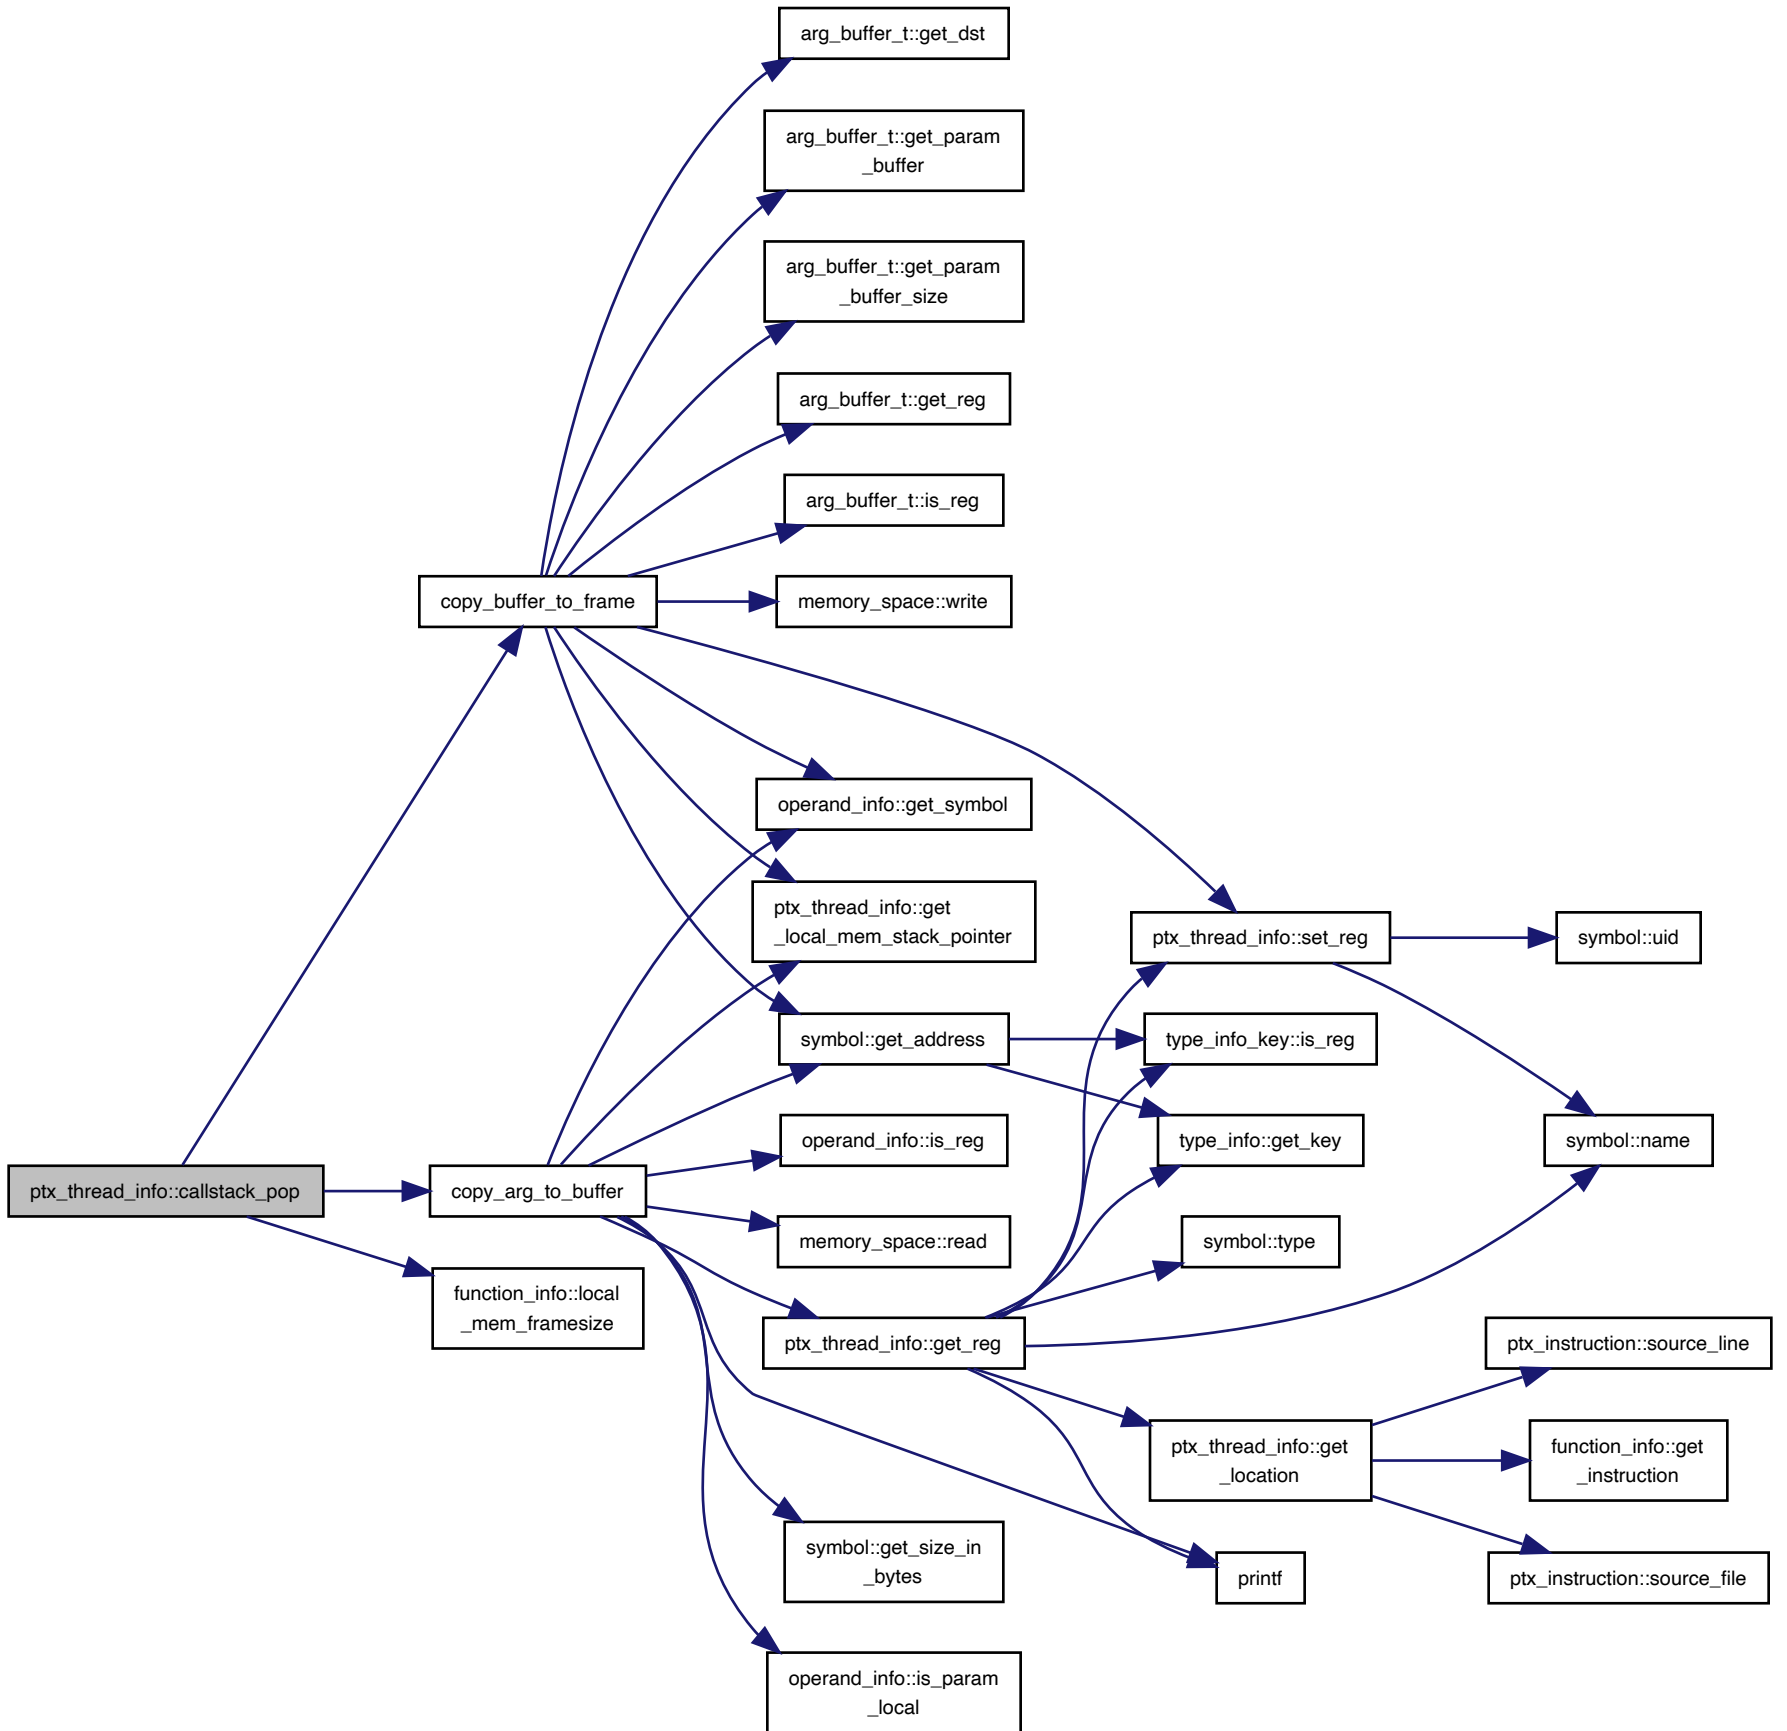 arg_buffer_t::get_dst
arg_buffer_t::get_param
_buffer
arg_buffer_t::get_param
_buffer_size
arg_buffer_t::get_reg
arg_buffer_t::is_reg
copy_buffer_to_frame
memory_space::write
operand_info::get_symbol
ptx_thread_info::get
_local_mem_stack_pointer
ptx_thread_info::set_reg
symbol::uid
symbol::get_address
type_info_key::is_reg
operand_info::is_reg
type_info::get_key
symbol::name
ptx_thread_info::callstack_pop
copy_arg_to_buffer
memory_space::read
symbol::type
function_info::local
_mem_framesize
ptx_thread_info::get_reg
ptx_instruction::source_line
ptx_thread_info::get
_location
function_info::get
_instruction
symbol::get_size_in
_bytes
printf
ptx_instruction::source_file
operand_info::is_param
_local